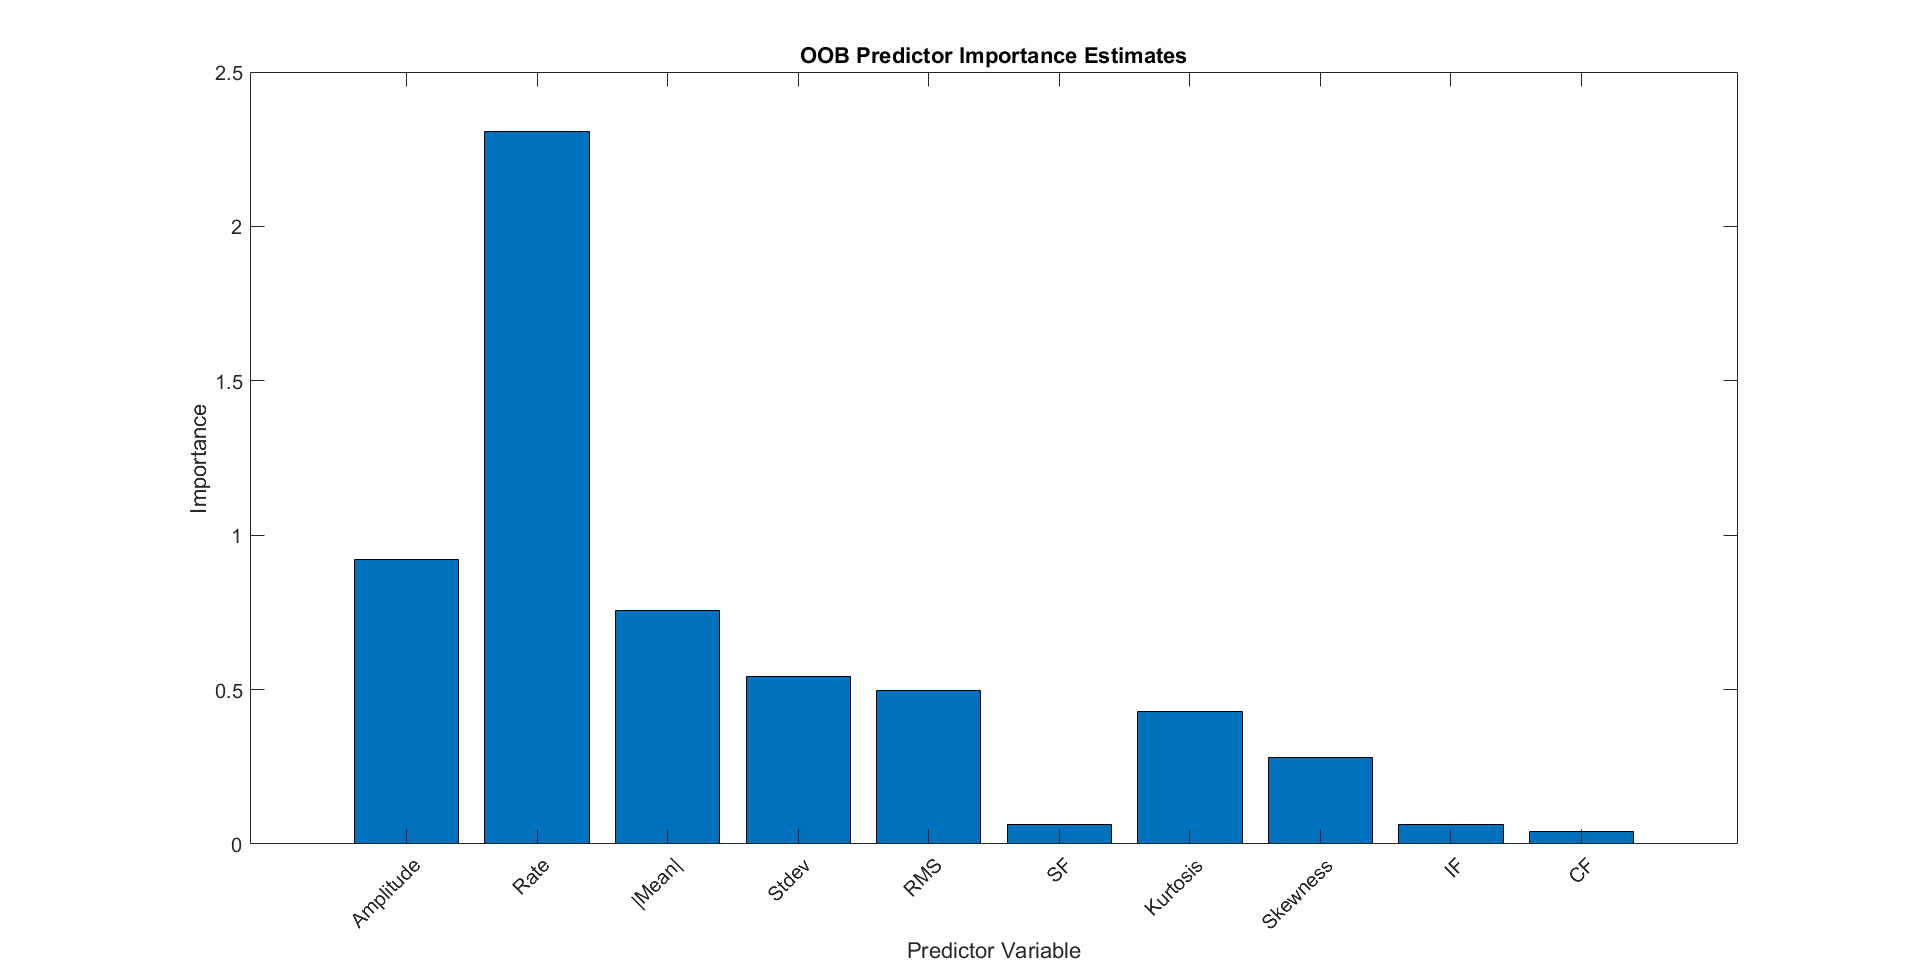 OOB Predictor Importance Estimates
2.5
2
1.5
1
0.5
0
Importance
Amplitude
Rate
|Mean|
Stdev
RMS
SF
Kurtosis
Skewness
IF
CF
Predictor Variable